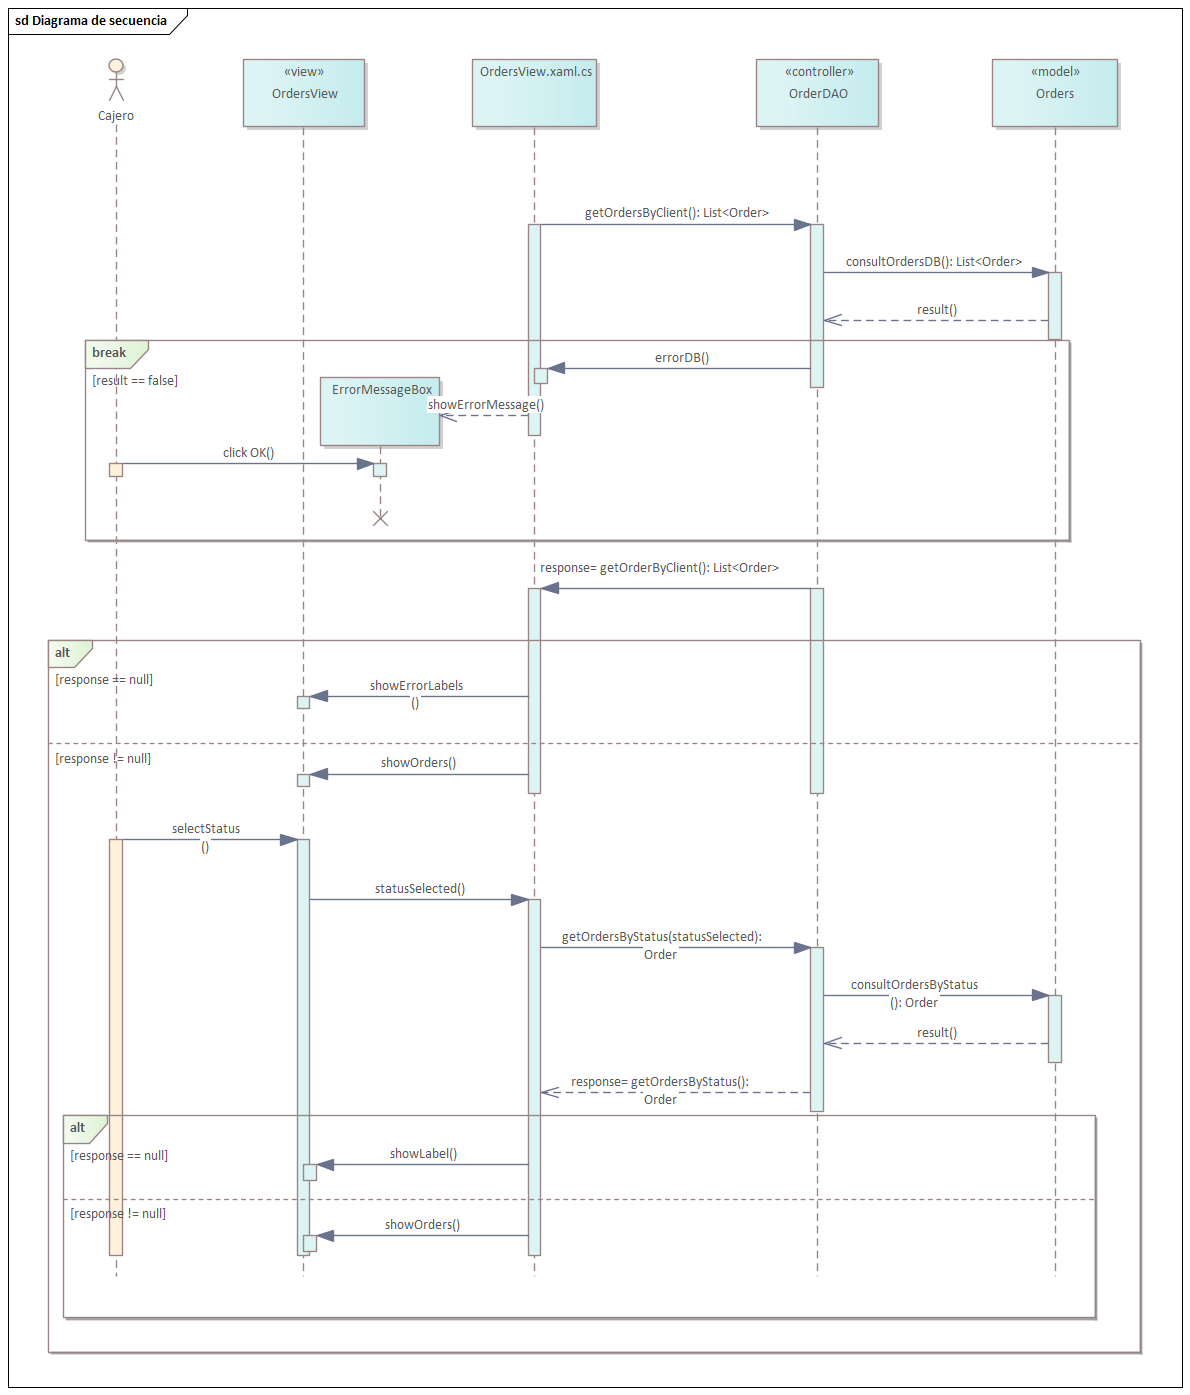 sd Diagrama de secuencia
Cajero
«view»
OrdersView
OrdersView.xaml.cs
«controller»
OrderDAO
«model»
Orders
getOrdersByClient(): List<Order>
consultOrdersDB(): List<Order>
result()
break
[result == false]
errorDB()
ErrorMessageBox
showErrorMessage()
click OK()
response= getOrderByClient(): List<Order>
alt
[response == null]
showErrorLabels
()
[response != null]
showOrders()
selectStatus
()
statusSelected()
getOrdersByStatus(statusSelected):
Order
consultOrdersByStatus
(): Order
result()
response= getOrdersByStatus():
Order
alt
[response == null]
showLabel()
[response != null]
showOrders()